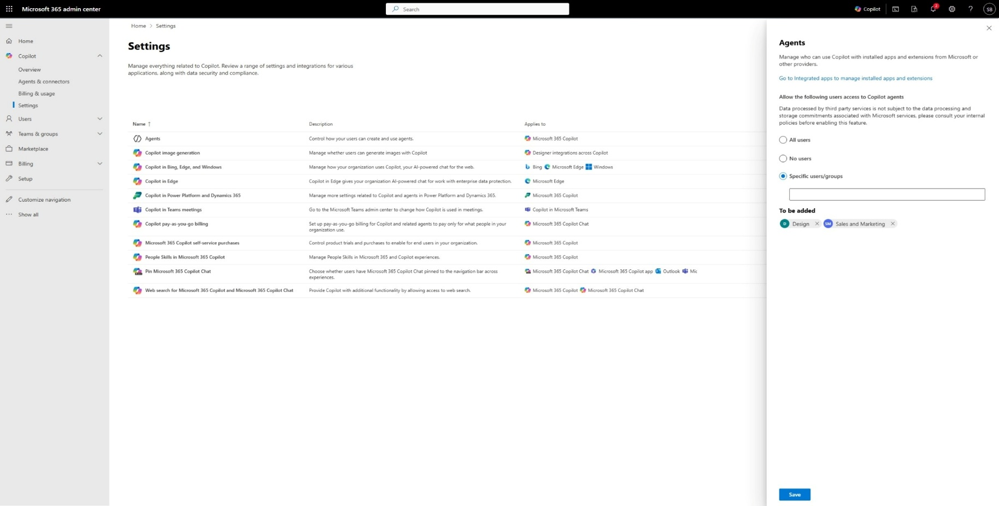 Microsoft 365 admin center
Search
Copilot
2
?
SB
Home
Copilot
Overview
Agents & connectors
Billing & usage
Settings
Users
Teams & groups
Marketplace
Billing
Setup
Customize navigation
Show all
Home > Settings
Settings
Manage everything related to Copilot. Review a range of settings and integrations for various
applications, along with data security and compliance.
Name ↑ Description Applies to
Agents Control how your users can create and use agents. Microsoft 365 Copilot
Copilot image generation Manage whether users can generate images with Copilot Designer integrations across Copilot
Copilot in Bing, Edge, and Windows Manage how your organization uses Copilot, your AI-powered chat for the web. Bing Microsoft Edge Windows
Copilot in Edge Copilot in Edge gives your organization AI-powered chat for work with enterprise data protection. Microsoft Edge
Copilot in Power Platform and Dynamics 365 Manage more settings related to Copilot and agents in Power Platform and Dynamics 365. Microsoft 365 Copilot
Copilot in Teams meetings Go to the Microsoft Teams admin center to change how Copilot is used in meetings. Copilot in Microsoft Teams
Copilot pay-as-you-go billing Set up pay-as-you-go billing for Copilot and related agents to pay only for what people in your Microsoft 365 Copilot Chat
organization use.
Microsoft 365 Copilot self-service purchases Control product trials and purchases to enable for end users in your organization. Microsoft 365 Copilot
People Skills in Microsoft 365 Copilot Manage People Skills in Microsoft 365 and Copilot experiences. Microsoft 365 Copilot
Pin Microsoft 365 Copilot Chat Choose whether users have Microsoft 365 Copilot Chat pinned to the navigation bar across Microsoft 365 Copilot Chat Microsoft 365 Copilot app Outlook Mic
experiences.
Web search for Microsoft 365 Copilot and Microsoft 365 Copilot Chat Provide Copilot with additional functionality by allowing access to web search. Microsoft 365 Copilot Microsoft 365 Copilot Chat
Agents
Manage who can use Copilot with installed apps and extensions from Microsoft or
other providers.
Go to Integrated apps to manage installed apps and extensions
Allow the following users access to Copilot agents
Data processed by third party services is not subject to the data processing and
storage commitments associated with Microsoft services, please consult your internal
policies before enabling this feature.
All users
No users
Specific users/groups
To be added
D Design SM Sales and Marketing
Save